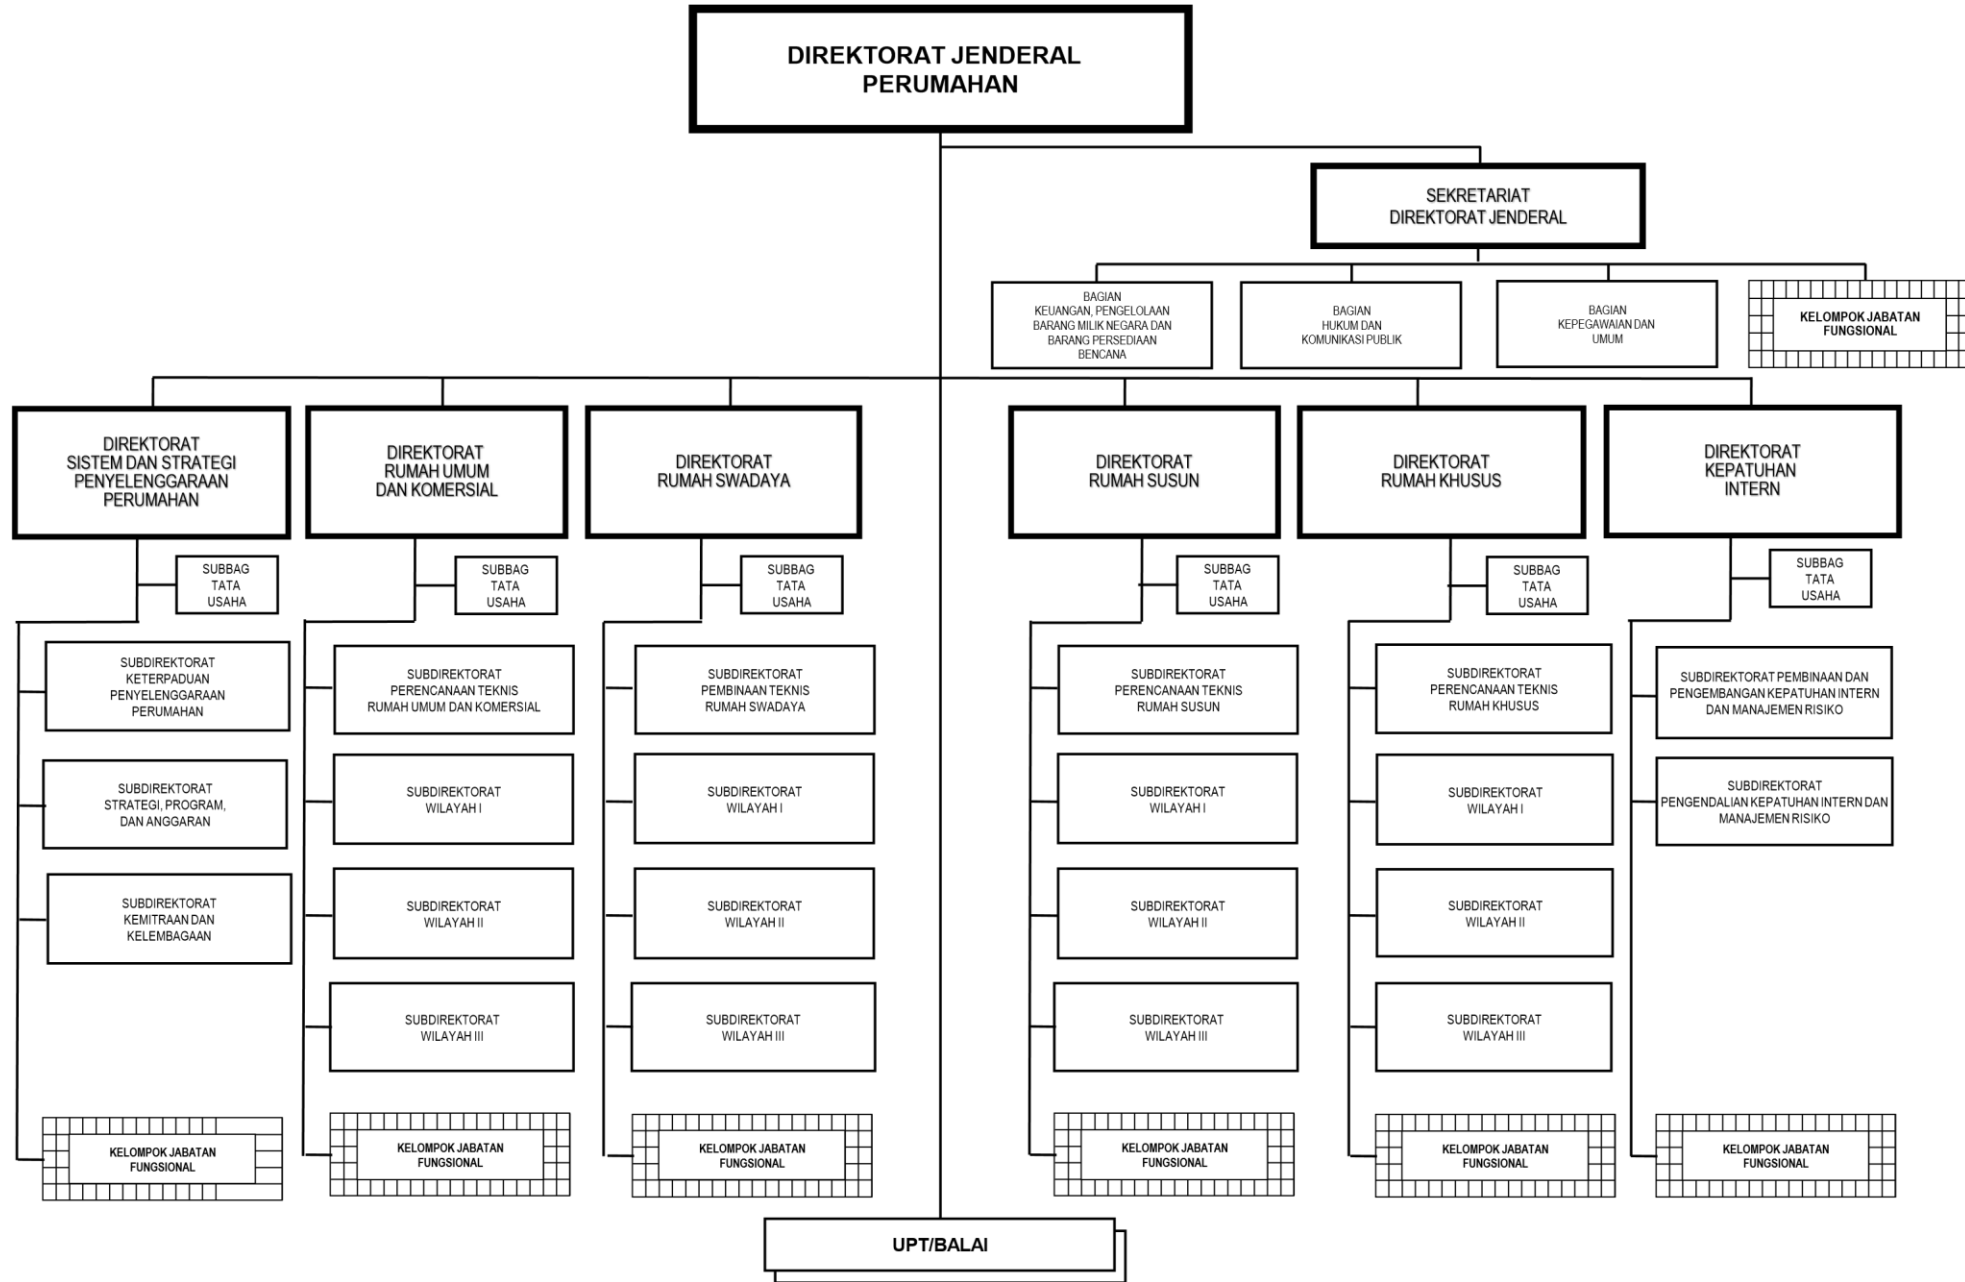 DIREKTORAT JENDERAL
PERUMAHAN
SEKRETARIAT
DIREKTORAT JENDERAL
BAGIAN
KEUANGAN, PENGELOLAAN
BARANG MILIK NEGARA DAN
BARANG PERSEDIAAN
BENCANA
BAGIAN
HUKUM DAN
KOMUNIKASI PUBLIK
BAGIAN
KEPEGAWAIAN DAN
UMUM
KELOMPOK JABATAN
FUNGSIONAL
DIREKTORAT
SISTEM DAN STRATEGI
PENYELENGGARAAN
PERUMAHAN
SUBBAG
TATA
USAHA
SUBDIREKTORAT
KETERPADUAN
PENYELENGGARAAN
PERUMAHAN
SUBDIREKTORAT
STRATEGI, PROGRAM,
DAN ANGGARAN
SUBDIREKTORAT
KEMITRAAN DAN
KELEMBAGAAN
KELOMPOK JABATAN
FUNGSIONAL
DIREKTORAT
RUMAH UMUM
DAN KOMERSIAL
SUBBAG
TATA
USAHA
SUBDIREKTORAT
PERENCANAAN TEKNIS
RUMAH UMUM DAN KOMERSIAL
SUBDIREKTORAT
WILAYAH I
SUBDIREKTORAT
WILAYAH II
SUBDIREKTORAT
WILAYAH III
KELOMPOK JABATAN
FUNGSIONAL
DIREKTORAT
RUMAH SWADAYA
SUBBAG
TATA
USAHA
SUBDIREKTORAT
PEMBINAAN TEKNIS
RUMAH SWADAYA
SUBDIREKTORAT
WILAYAH I
SUBDIREKTORAT
WILAYAH II
SUBDIREKTORAT
WILAYAH III
KELOMPOK JABATAN
FUNGSIONAL
DIREKTORAT
RUMAH SUSUN
SUBBAG
TATA
USAHA
SUBDIREKTORAT
PERENCANAAN TEKNIS
RUMAH SUSUN
SUBDIREKTORAT
WILAYAH I
SUBDIREKTORAT
WILAYAH II
SUBDIREKTORAT
WILAYAH III
KELOMPOK JABATAN
FUNGSIONAL
DIREKTORAT
RUMAH KHUSUS
SUBBAG
TATA
USAHA
SUBDIREKTORAT
PERENCANAAN TEKNIS
RUMAH KHUSUS
SUBDIREKTORAT
WILAYAH I
SUBDIREKTORAT
WILAYAH II
SUBDIREKTORAT
WILAYAH III
KELOMPOK JABATAN
FUNGSIONAL
DIREKTORAT
KEPATUHAN
INTERN
SUBBAG
TATA
USAHA
SUBDIREKTORAT PEMBINAAN DAN
PENGEMBANGAN KEPATUHAN INTERN
DAN MANAJEMEN RISIKO
SUBDIREKTORAT
PENGENDALIAN KEPATUHAN INTERN DAN
MANAJEMEN RISIKO
KELOMPOK JABATAN
FUNGSIONAL
UPT/BALAI